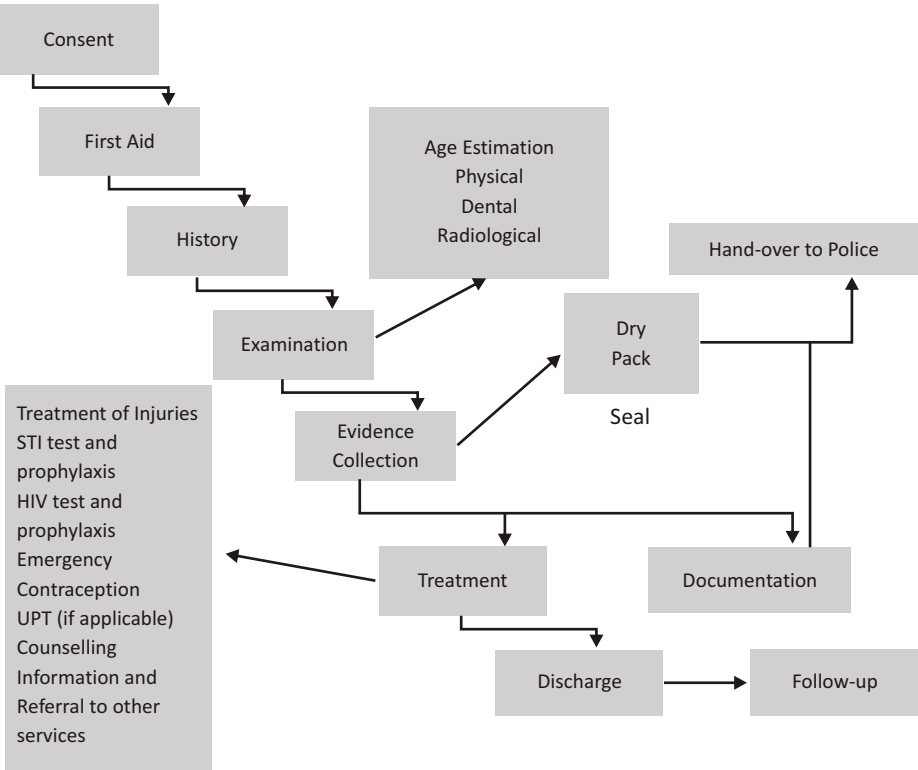 Consent
First Aid
History
Age Estimation
Physical
Dental
Radiological
Hand-over to Police
Examination
Dry
Pack
Seal
Evidence
Collection
Treatment of Injuries
STI test and
prophylaxis
HIV test and
prophylaxis
Emergency
Contraception
UPT (if applicable)
Counselling
Information and
Referral to other
services
Treatment
Documentation
Discharge
Follow-up